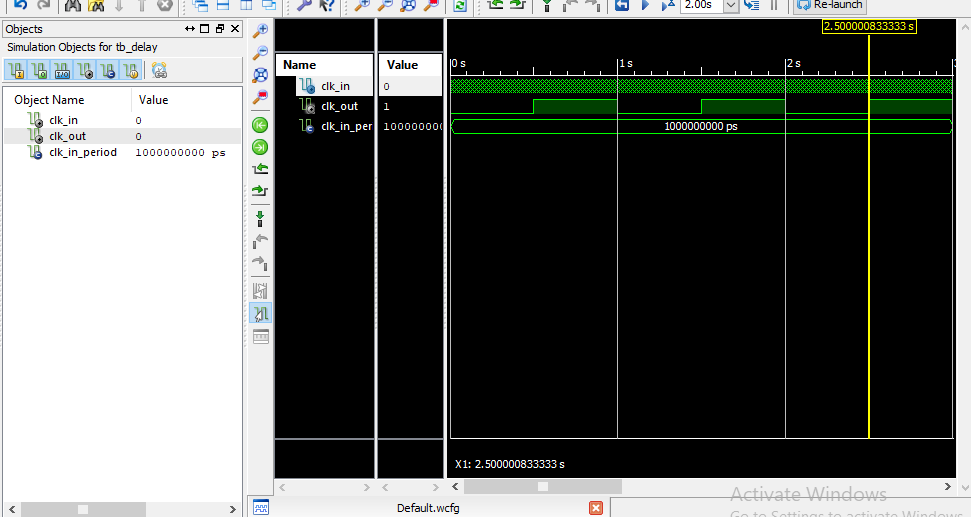 2.00s
Re-launch
Objects
Simulation Objects for tb_delay
Object Name Value
clk_in 0
clk_out 0
clk_in_period 1000000000 ps
Name Value
clk_in 0
clk_out 1
clk_in_per 100000000
2.500000833333 s
0 s 1 s 2 s
1000000000 ps
X1: 2.500000833333 s
Default.wcfg
Activate Windows
Go to Settings to activate Windows